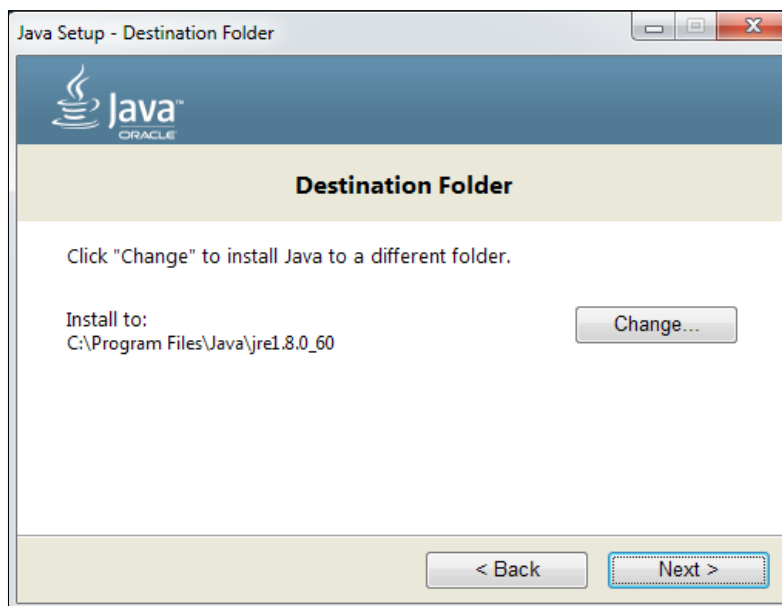 Java Setup - Destination Folder
Java™
ORACLE
Destination Folder
Click "Change" to install Java to a different folder.
Install to:
Change...
C:\Program Files\Java\jre1.8.0_60
< Back
Next >